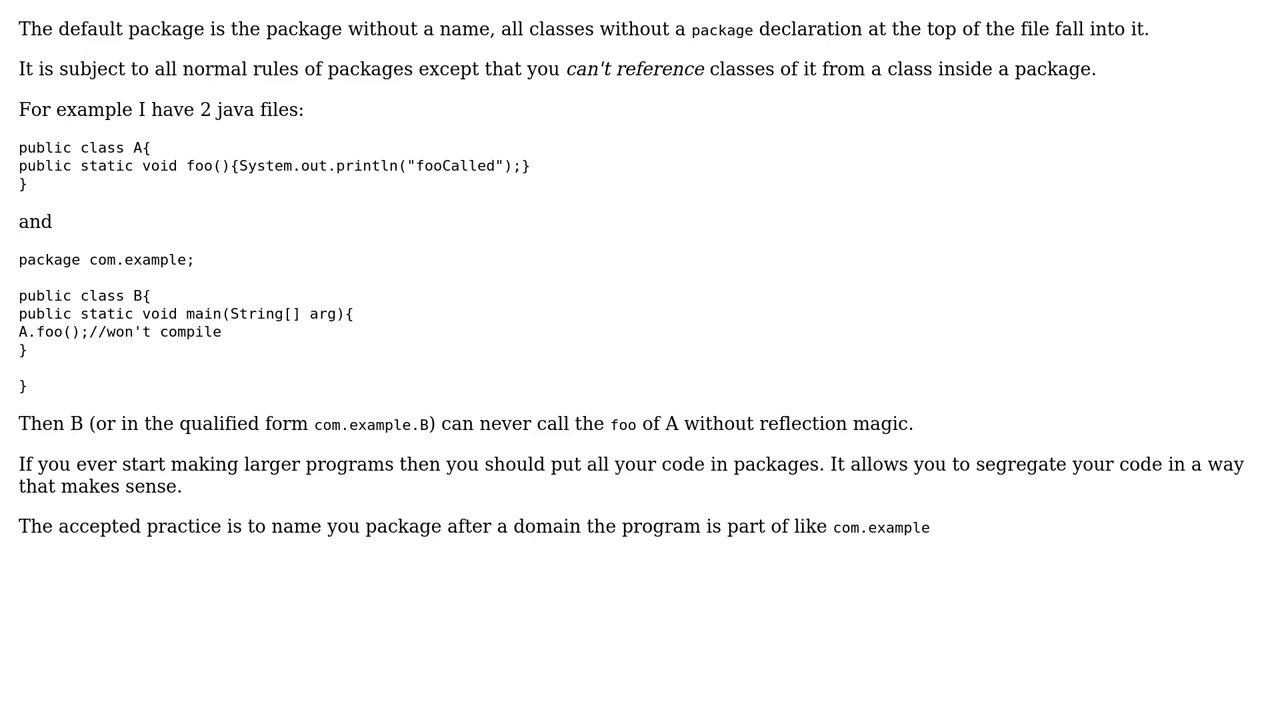 The default package is the package without a name, all classes without a package declaration at the top of the file fall into it.
It is subject to all normal rules of packages except that you can't reference classes of it from a class inside a package.
For example I have 2 java files:
public class A{
public static void foo(){System.out.println("fooCalled");}
}
and
package com.example;
public class B{
public static void main(String[] arg){
A.foo();//won't compile
}
}
Then B (or in the qualified form com.example.B) can never call the foo of A without reflection magic.
If you ever start making larger programs then you should put all your code in packages. It allows you to segregate your code in a way
that makes sense.
The accepted practice is to name you package after a domain the program is part of like com.example